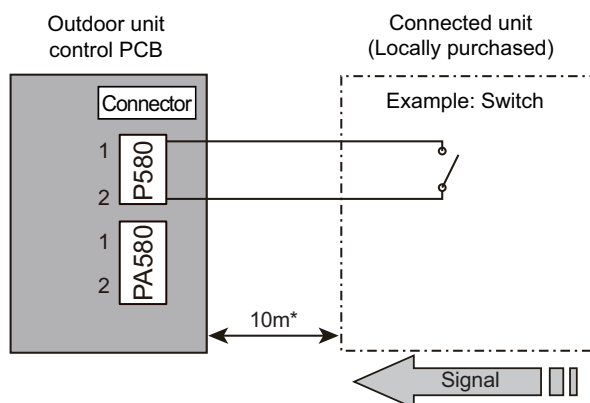 Outdoor unit
control PCB
Connected unit
(Locally purchased)
Connector
Example: Switch
1
P580
2
1
PA580
2
10m*
Signal